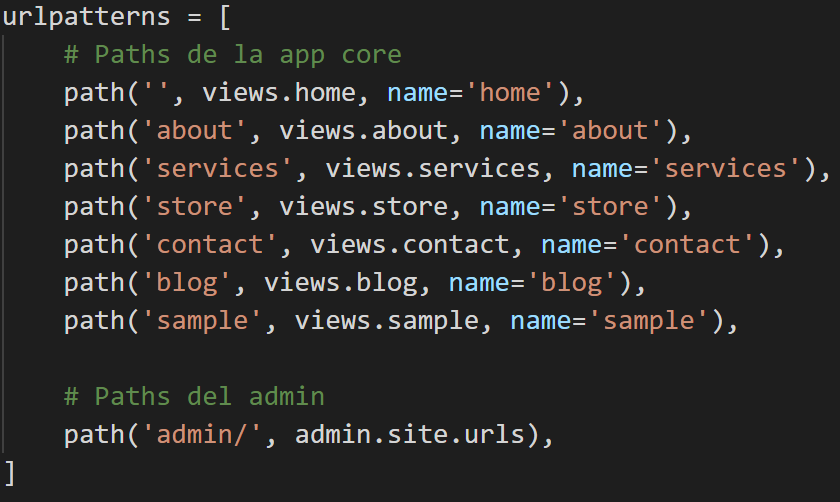 urlpatterns = [
    # Paths de la app core
    path('', views.home, name='home'),
    path('about', views.about, name='about'),
    path('services', views.services, name='services'),
    path('store', views.store, name='store'),
    path('contact', views.contact, name='contact'),
    path('blog', views.blog, name='blog'),
    path('sample', views.sample, name='sample'),

    # Paths del admin
    path('admin/', admin.site.urls),
]